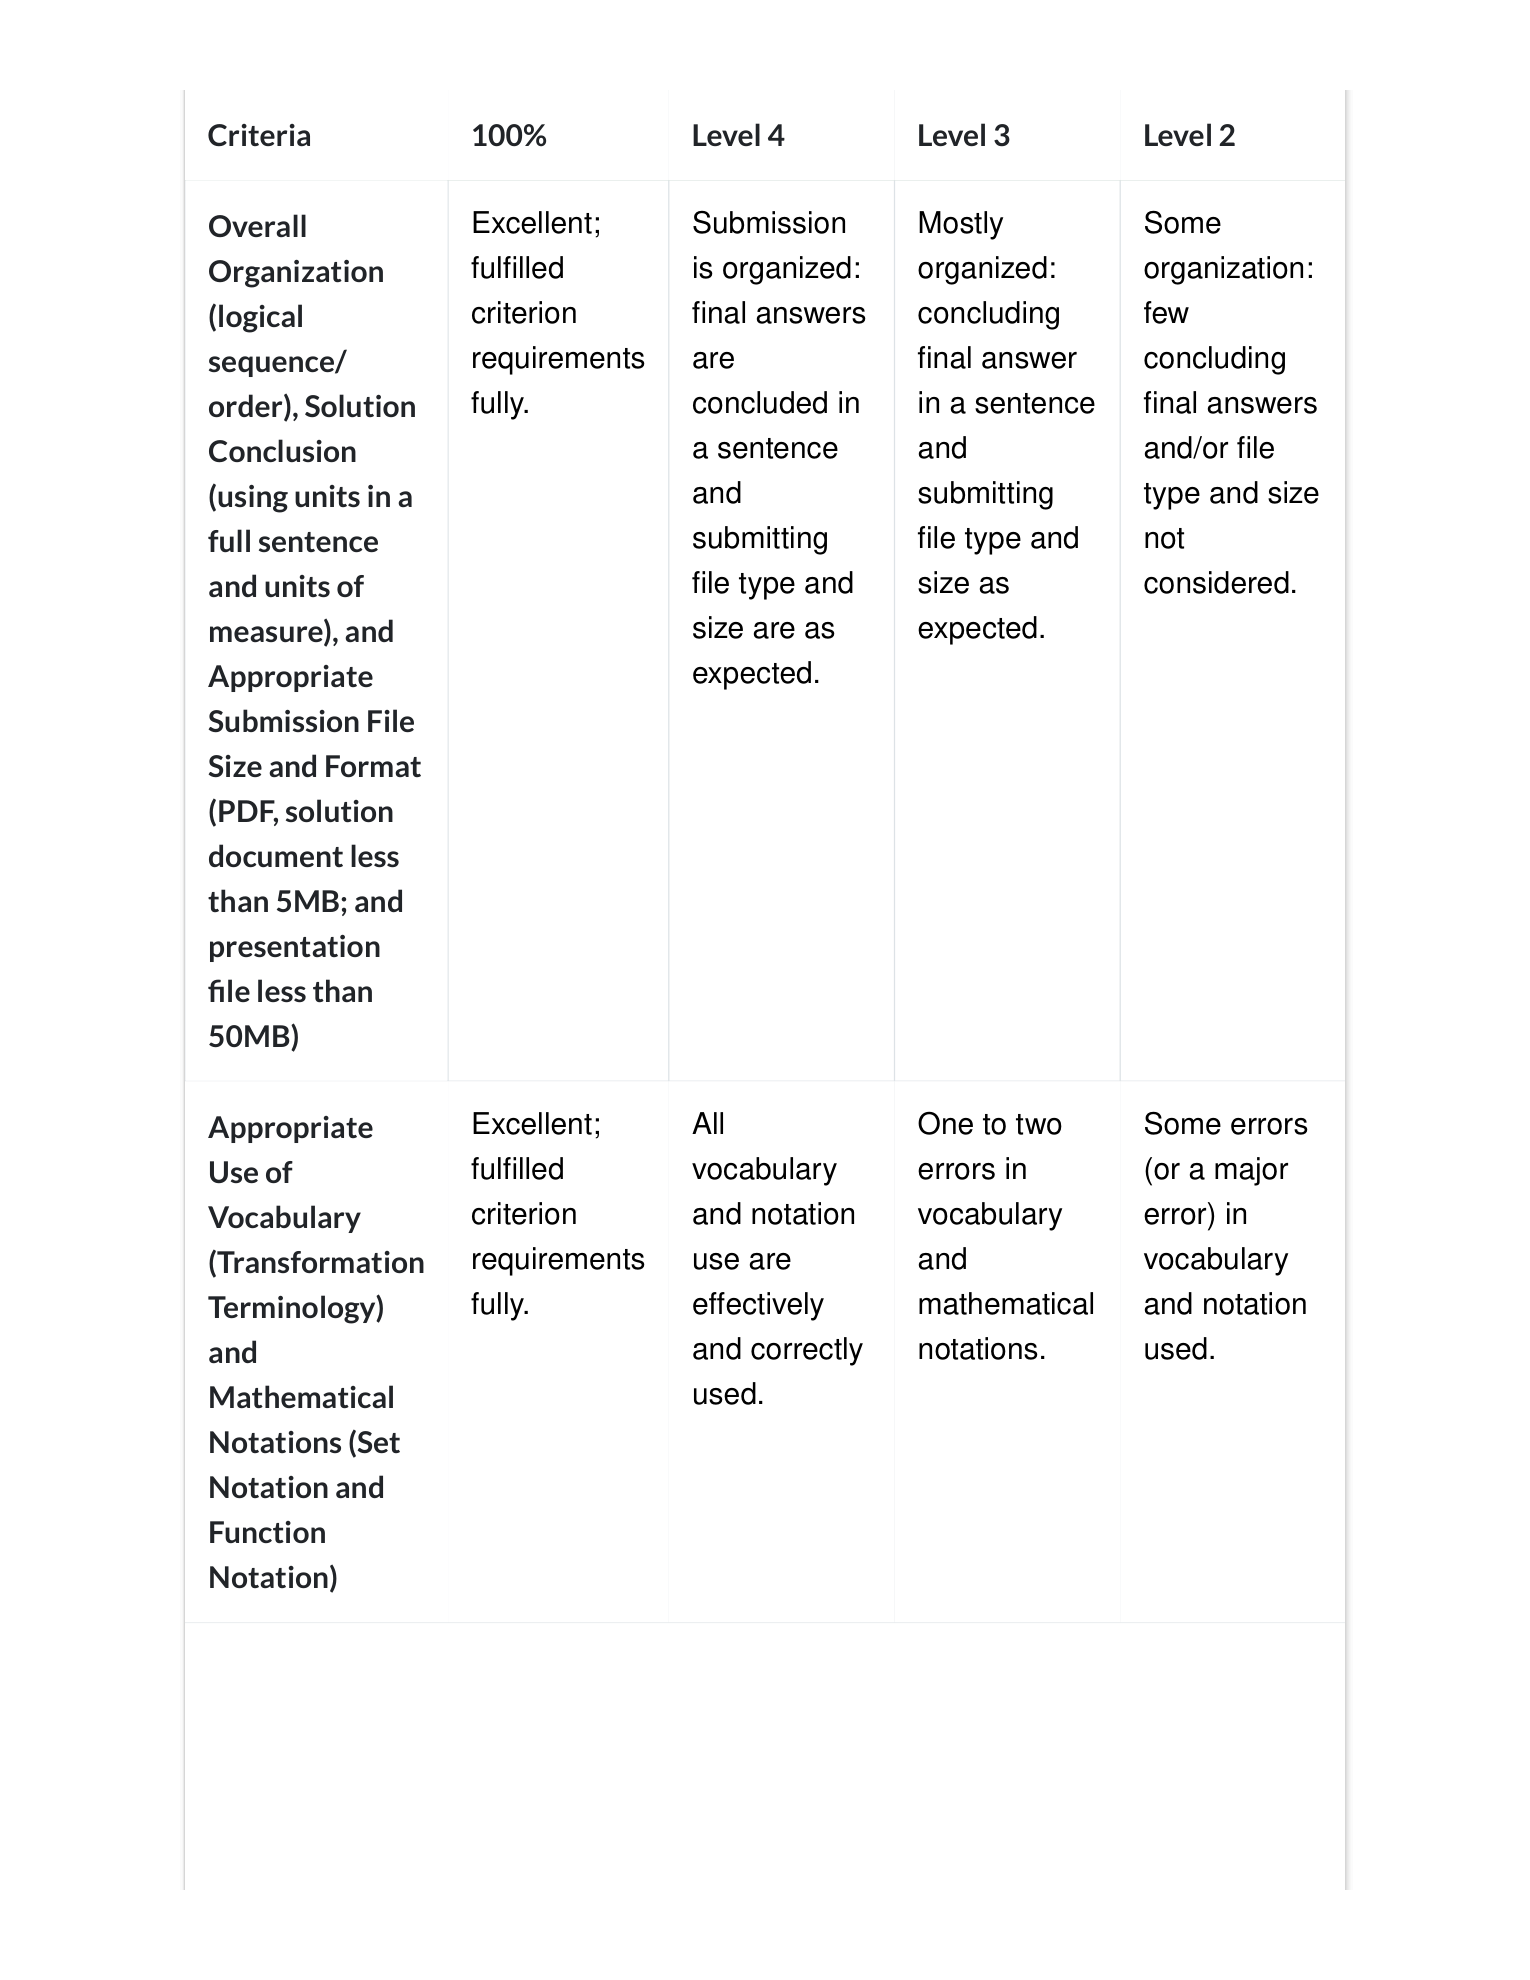 Criteria
100%
Level 4
Level 3
Level 2
Overall
Organization
(logical
sequence/
order), Solution
Conclusion
(using units in a
full sentence
and units of
measure), and
Appropriate
Submission File
Size and Format
(PDF, solution
document less
than 5MB; and
presentation
file less than
50MB)
Excellent;
fulfilled
criterion
requirements
fully.
Submission
is organized:
final answers
are
concluded in
a sentence
and
submitting
file type and
size are as
expected.
Mostly
organized:
concluding
final answer
in a sentence
and
submitting
file type and
size as
expected.
Some
organization:
few
concluding
final answers
and/or file
type and size
not
considered.
Appropriate
Use of
Vocabulary
(Transformation
Terminology)
and
Mathematical
Notations (Set
Notation and
Function
Notation)
Excellent;
fulfilled
criterion
requirements
fully.
All
vocabulary
and notation
use are
effectively
and correctly
used.
One to two
errors in
vocabulary
and
mathematical
notations.
Some errors
(or a major
error) in
vocabulary
and notation
used.